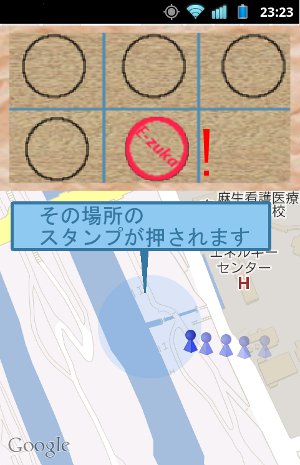 23:23
E-zuka
!
その場所の
スタンプが押されます
麻生看護医療
校
エネルギー
センター
H
Google